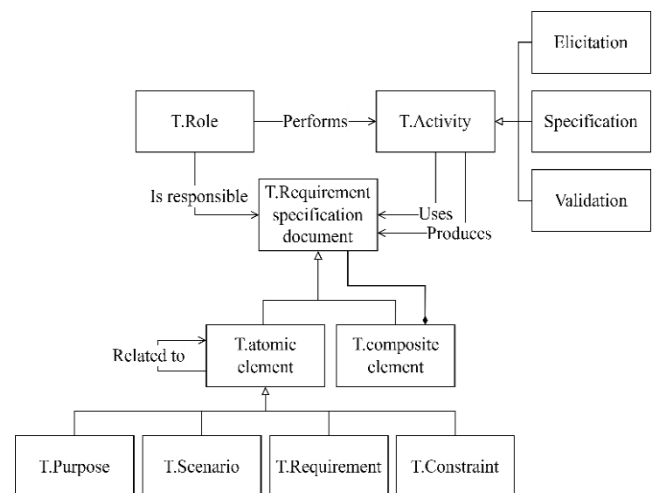 Elicitation
T.Role
Performs
T.Activity
Specification
Is responsible
T.Requirement
specification
document
Uses
Produces
Validation
Related to
T.atomic
element
T.composite
element
T.Purpose
T.Scenario
T.Requirement
T.Constraint